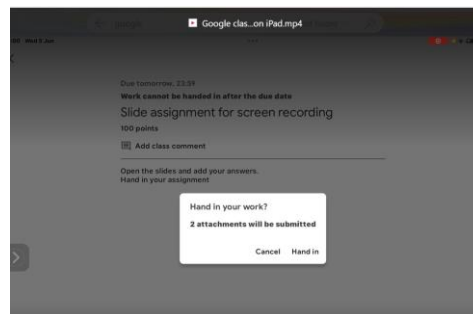 Google clas...on iPad.mp4
Wed 5 Jan
Due tomorrow, 23:59
Work cannot be handed in after the due date
Slide assignment for screen recording
100 points
Add class comment
Open the slides and add your answers.
Hand in your assignment
Hand in your work?
2 attachments will be submitted
Cancel Hand in